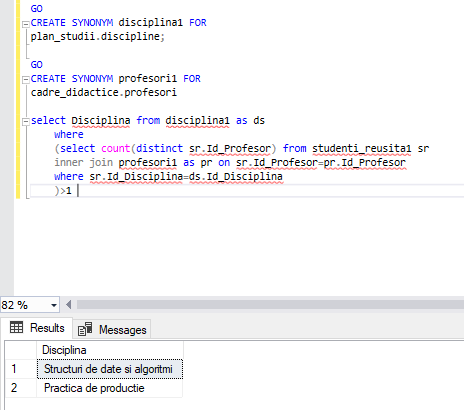 GO
CREATE SYNONYM disciplina1 FOR
plan_studii.discipline;
GO
CREATE SYNONYM profesori1 FOR
cadre_didactice.profesori
select Disciplina from disciplina1 as ds
where
(select count(distinct sr.Id_Profesor) from studenti_reusita1 sr
inner join profesori1 as pr on sr.Id_Profesor=pr.Id_Profesor
where sr.Id_Disciplina=ds.Id_Disciplina
)>1
82 %
Results Messages
Disciplina
1 Structuri de date si algoritmi
2 Practica de productie